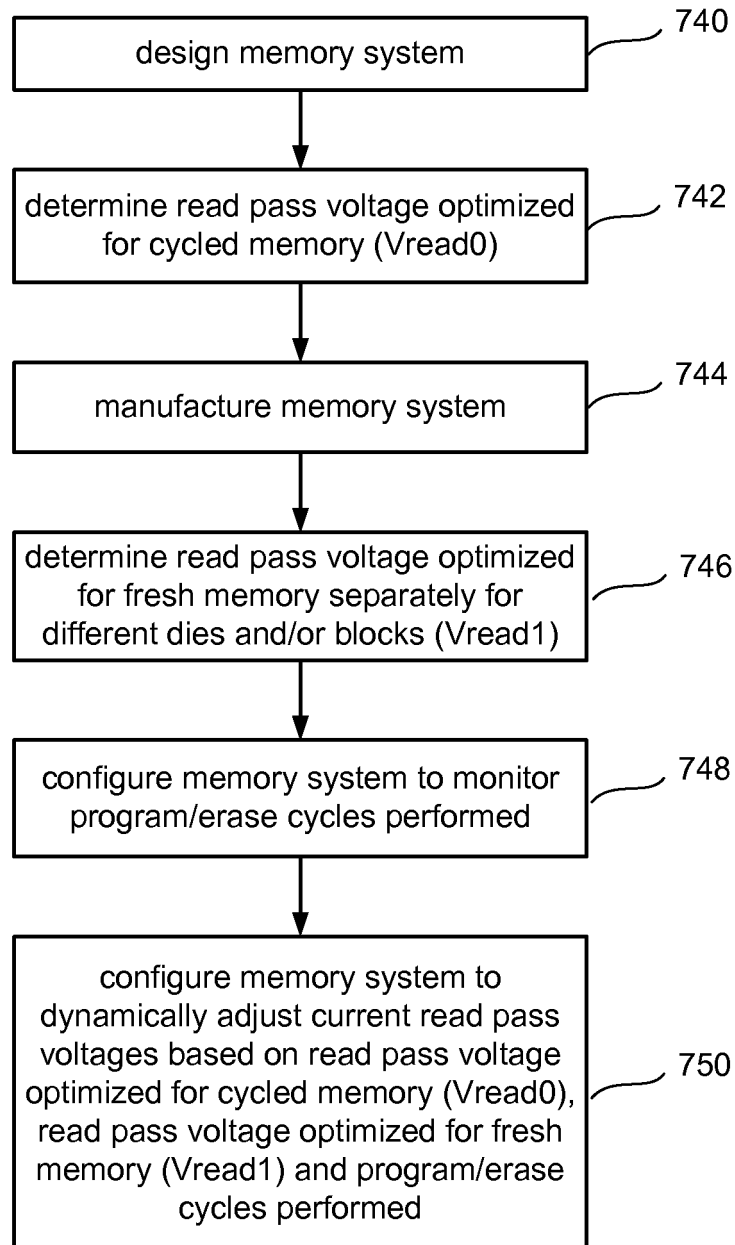 740
design memory system
742
determine read pass voltage optimized
for cycled memory (Vread0)
744
manufacture memory system
determine read pass voltage optimized
for fresh memory separately for
different dies and/or blocks (Vread1)
746
configure memory system to monitor
program/erase cycles performed
748
configure memory system to
dynamically adjust current read pass
voltages based on read pass voltage
optimized for cycled memory (Vread0),
read pass voltage optimized for fresh
memory (Vread1) and program/erase
cycles performed
750